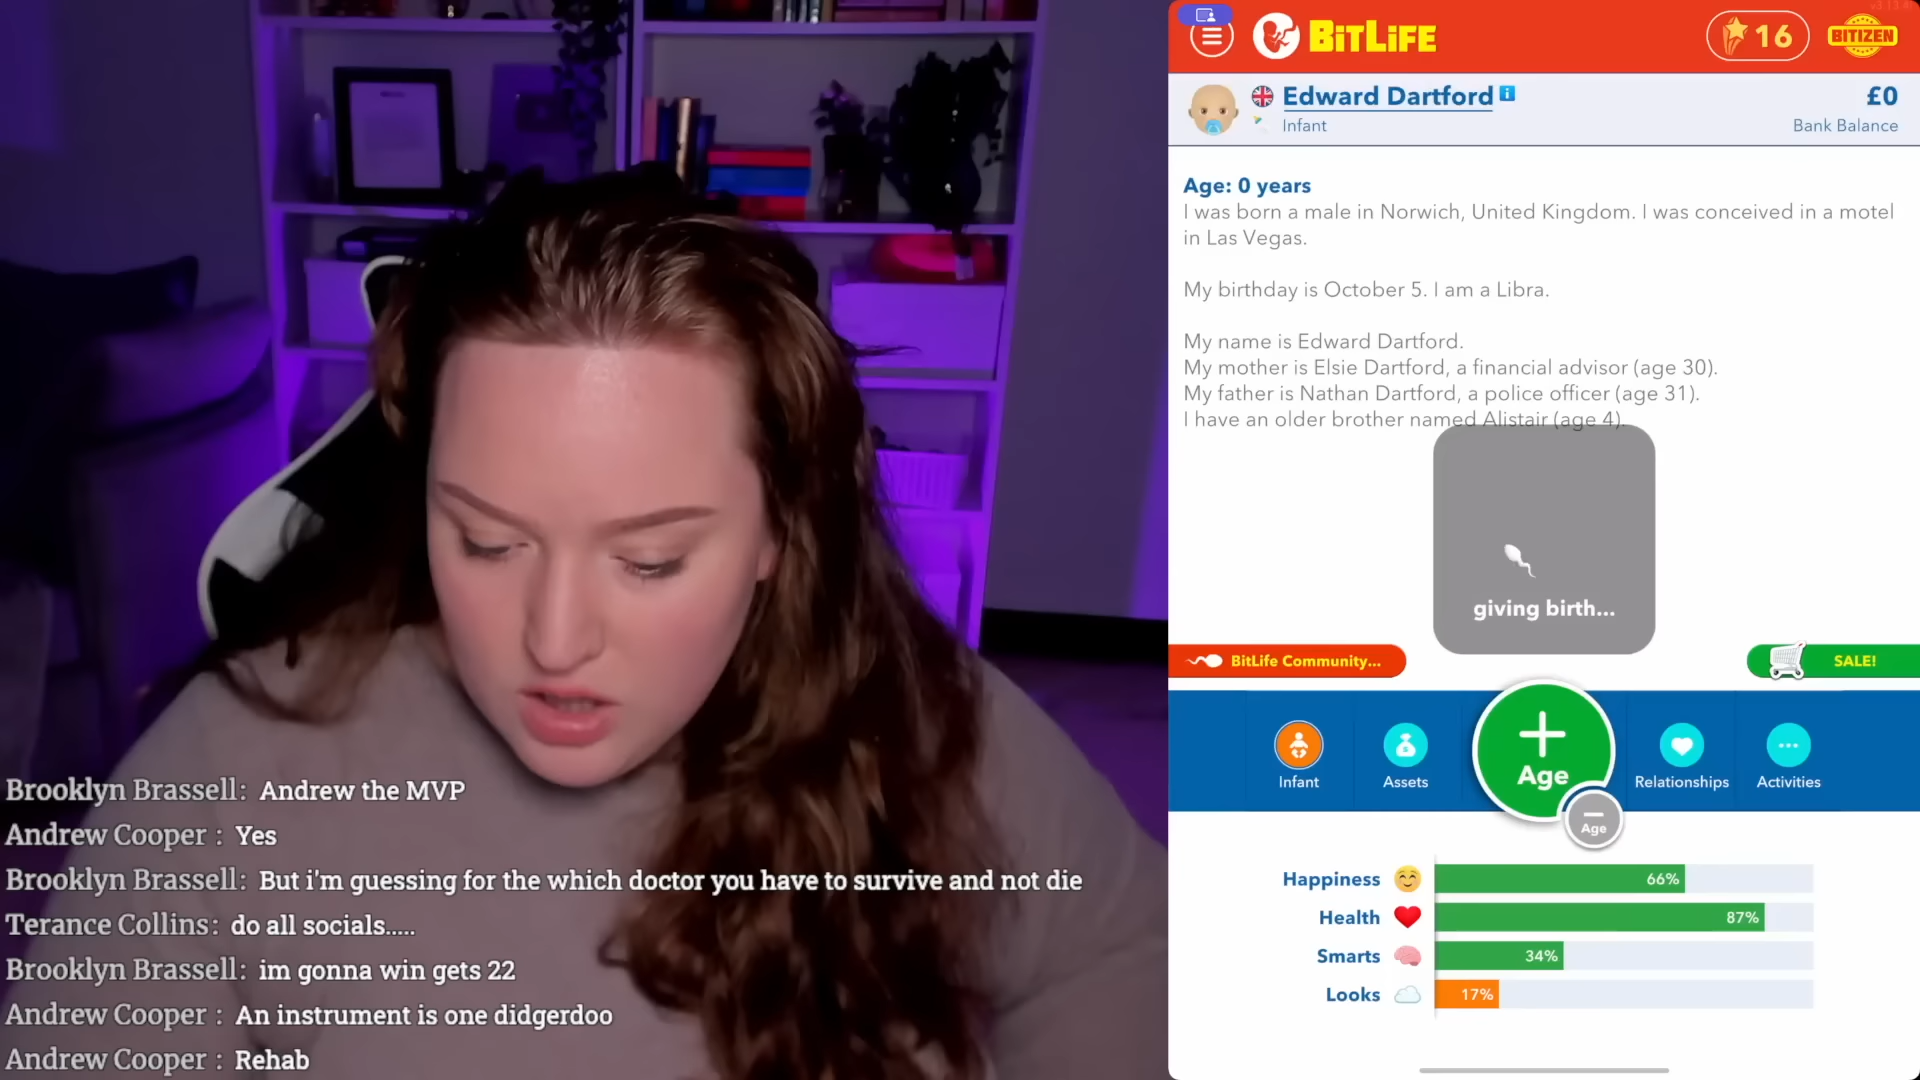 BiTLiFE
16
BITIZEN
Edward Dartford
£0
Infant
Bank Balance
Age: 0 years
I was born a male in Norwich, United Kingdom. I was conceived in a motel
in Las Vegas.
My birthday is October 5. I am a Libra.
My name is Edward Dartford.
My mother is Elsie Dartford, a financial advisor (age 30).
My father is Nathan Dartford, a police officer (age 31).
I have an older brother named Alistair (age 4).
giving birth...
BitLife Community...
SALE!
Age
Infant
Assets
Relationships
Activities
Age
Happiness
66%
Health
87%
Smarts
34%
Looks
17%
Brooklyn Brassell: Andrew the MVP
Andrew Cooper : Yes
Brooklyn Brassell: But i'm guessing for the which doctor you have to survive and not die
Terance Collins: do all socials.....
Brooklyn Brassell: im gonna win gets 22
Andrew Cooper : An instrument is one didgerdoo
Andrew Cooper : Rehab